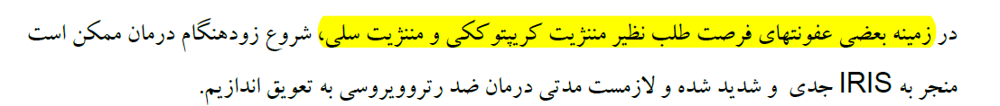 در زمینه بعضی عفونتهای فرصت طلب نظیر مننژیت کریپتوککی و مننژیت سلی، شروع زودهنگام درمان ممکن است
منجر به IRIS جدی و شدید شده و لازمست مدتی درمان ضد رتروویروسی به تعویق اندازیم.